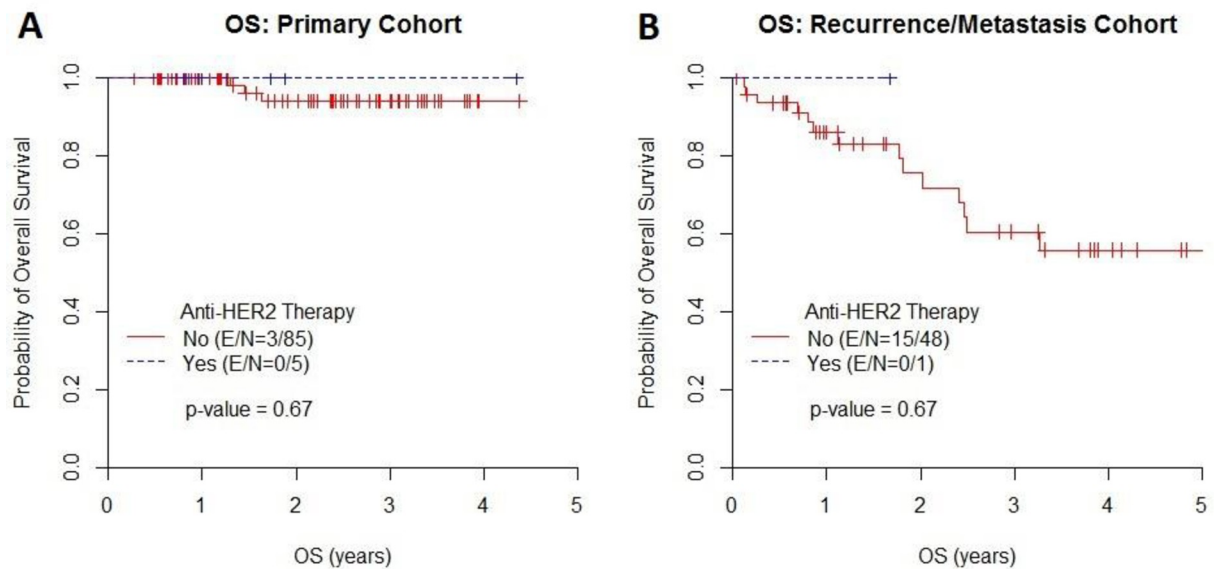 A
OS: Primary Cohort
Probability of Overall Survival
1.0
0.8
0.6
0.4
0.2
0.0
Anti-HER2 Therapy
No (E/N=3/85)
Yes (E/N=0/5)
p-value = 0.67
0 1 2 3 4 5
OS (years)
B
OS: Recurrence/Metastasis Cohort
Probability of Overall Survival
1.0
0.8
0.6
0.4
0.2
0.0
Anti-HER2 Therapy
No (E/N=15/48)
Yes (E/N=0/1)
p-value = 0.67
0 1 2 3 4 5
OS (years)